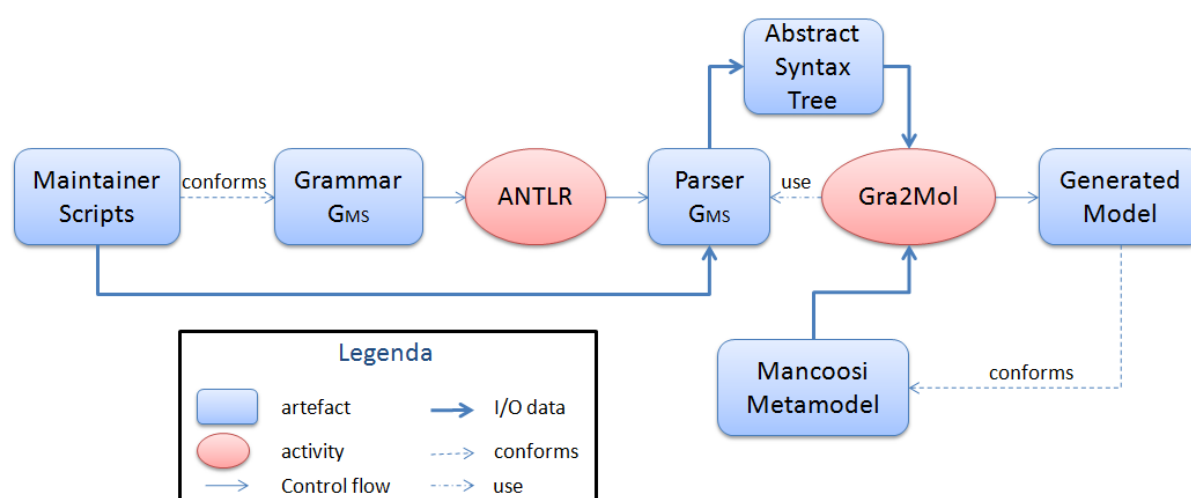 Abstract
Syntax
Tree
Maintainer
Scripts
conforms
Grammar
GMS
ANTLR
Parser
GMS
use
Gra2Mol
Generated
Model
Mancoosi
Metamodel
conforms
Legenda
artefact
I/O data
activity
conforms
Control flow
use